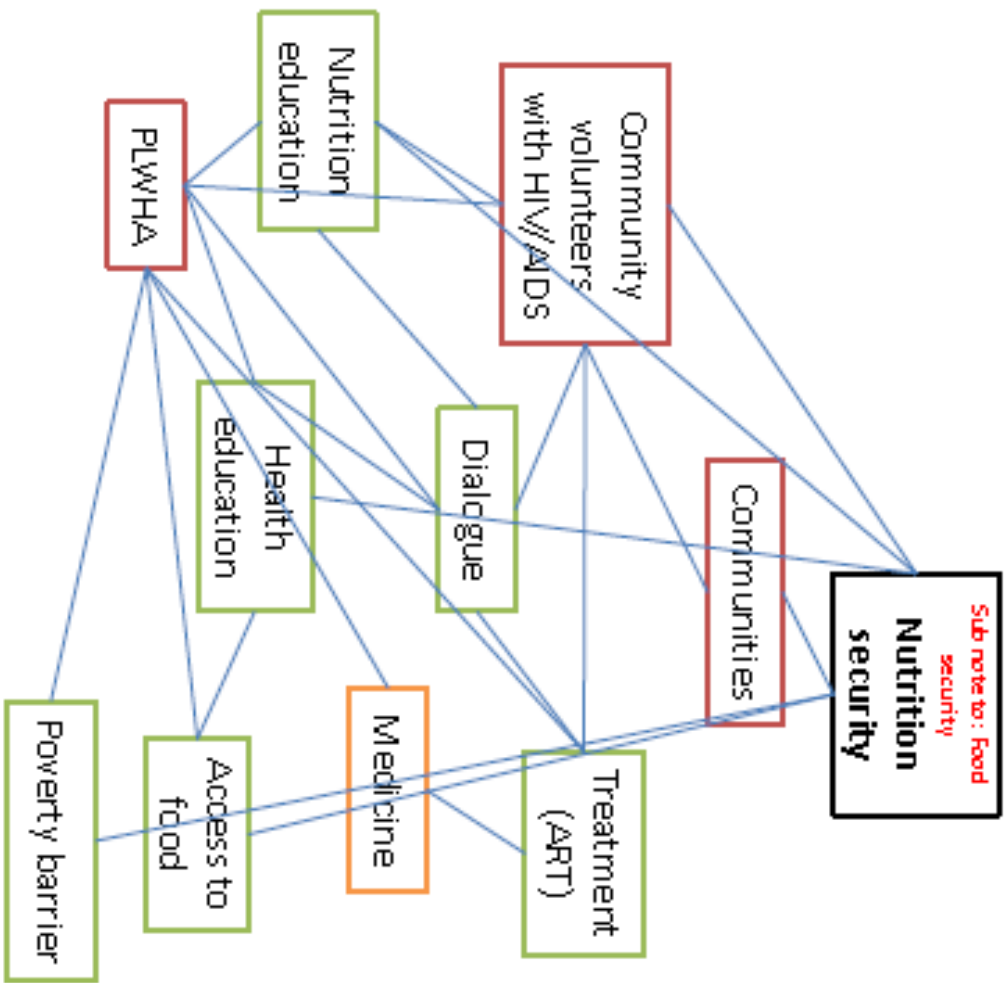 Sub note to: Food
security
Nutrition
security
Communities
Community
volunteers
with HIV/AIDS
Treatment
(ART)
Dialogue
Medicine
Nutrition
education
Health
education
Access to
food
PLWHA
Poverty barrier